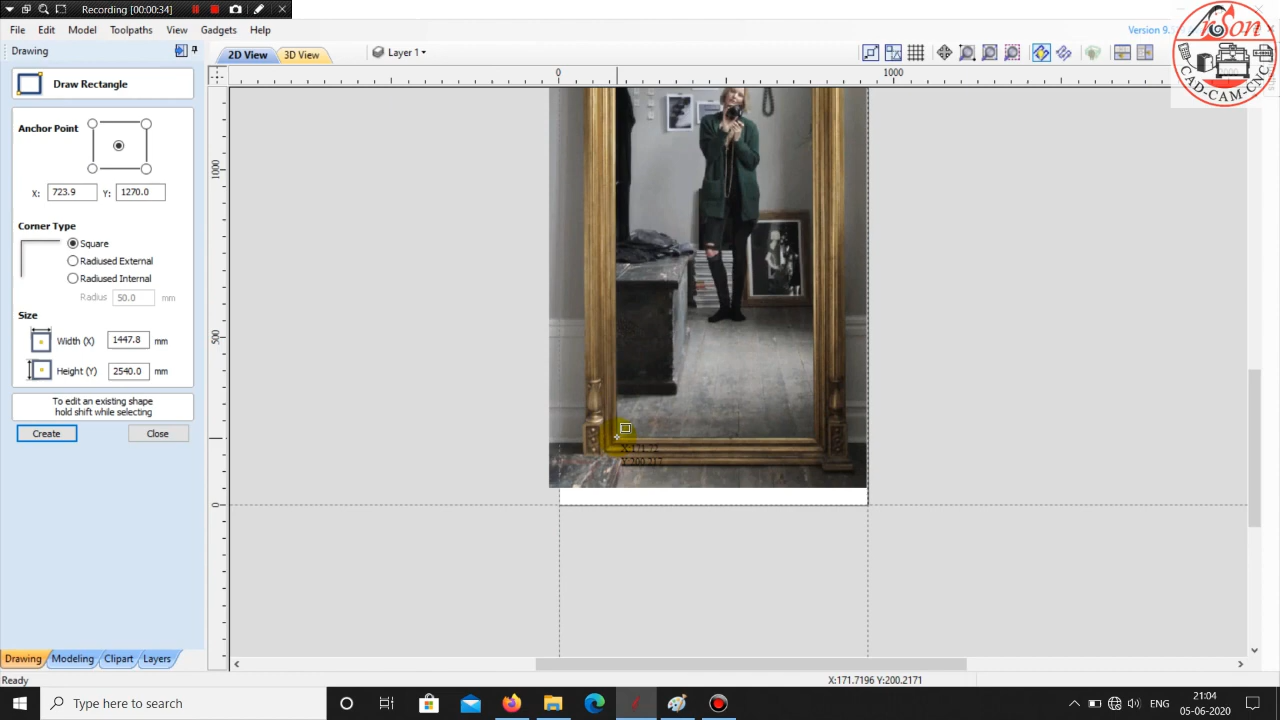 Recording [00:00:34]
File Edit Model Toolpaths View Gadgets Help
Version 9.
Drawing
2D View 3D View Layer 1
Draw Rectangle
Anchor Point
X: 723.9 Y: 1270.0
Corner Type
Square
Radiused External
Radiused Internal
Radius 50.0 mm
Size
Width (X) 1447.8 mm
Height (Y) 2540.0 mm
To edit an existing shape
hold shift while selecting
Create Close
0 1000
1000
500
0
X:171.72
Y:200.217
CAD-CAM-CNC
Drawing Modeling Clipart Layers
Ready
X:171.7196 Y:200.2171
Type here to search
ENG
21:04
05-06-2020